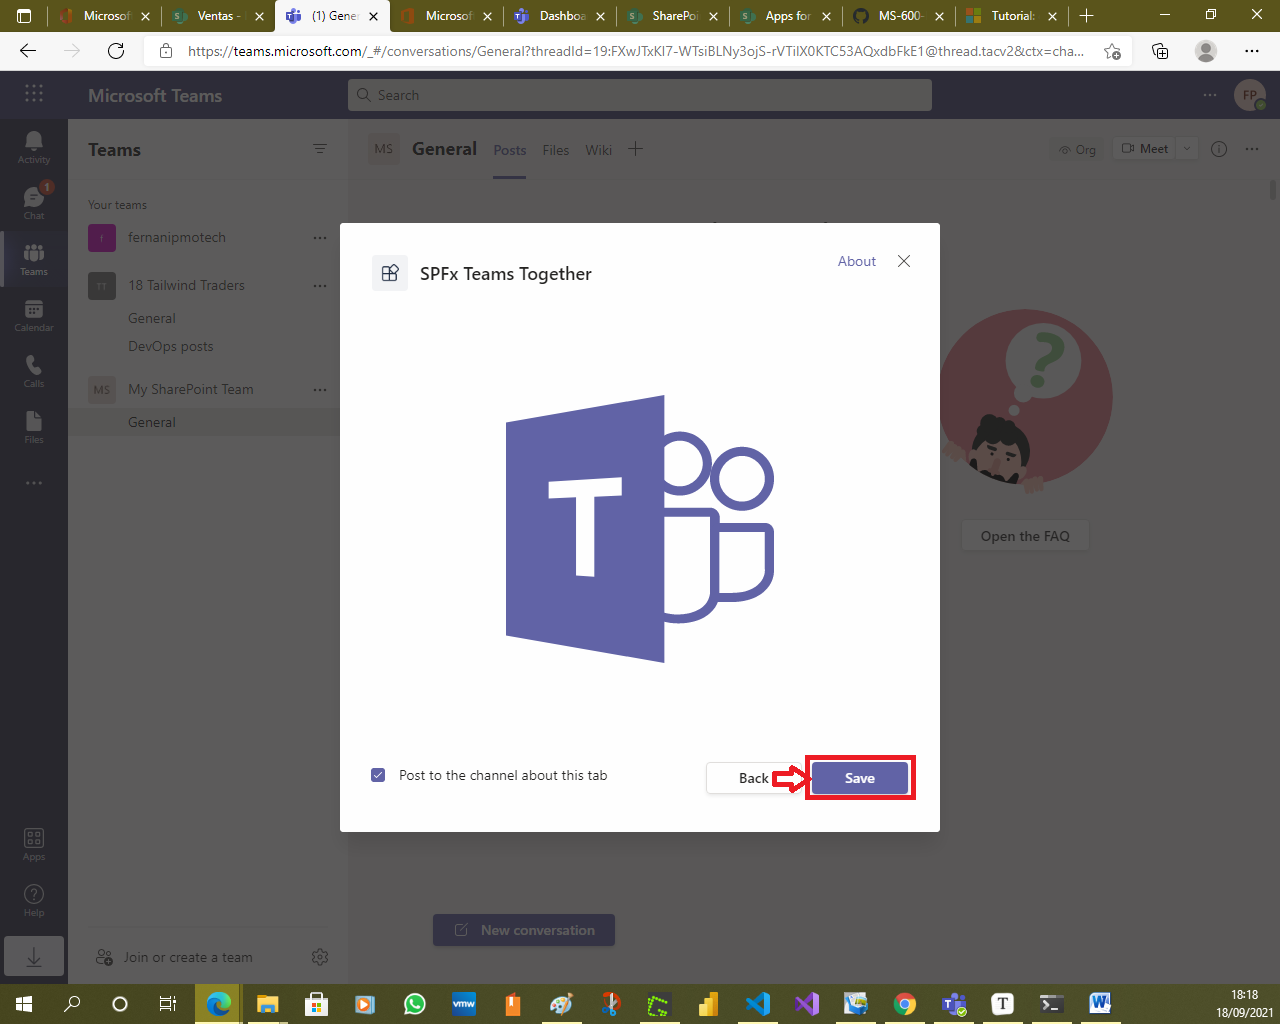 Microsof
Ventas -
(1) Gener
Microsof
Dashboa
SharePoi
Apps for
MS-600-
Tutorial:
https://teams.microsoft.com/_#/conversations/General?threadId=19:FXwJTxKl7-WTsiBLNy3ojS-rVTilX0KTC53AQxdbFkE1@thread.tacv2&ctx=cha...
Microsoft Teams
Search
FP
Activity
Chat
1
Teams
Calendar
Calls
Files
Apps
Help
Teams
Your teams
f
fernanipmotech
TT
18 Tailwind Traders
General
DevOps posts
MS
My SharePoint Team
General
Join or create a team
MS
General
Posts
Files
Wiki
Org
Meet
SPFx Teams Together
About
T
Post to the channel about this tab
Back
Save
?
Open the FAQ
New conversation
vmw
T
18:18
18/09/2021